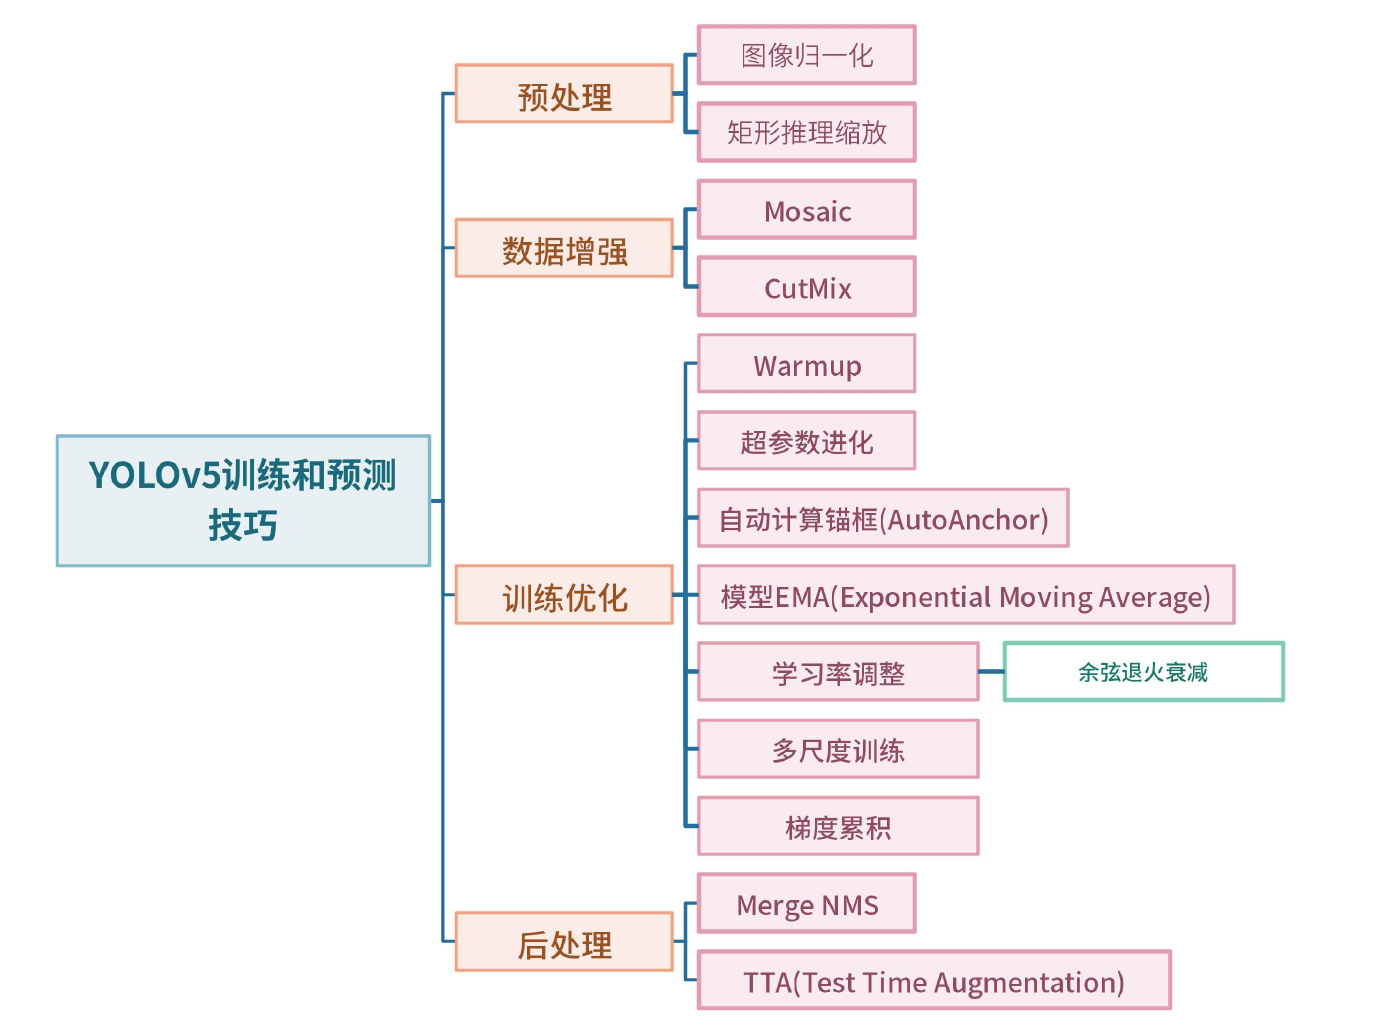 YOLOv5训练和预测
技巧
预处理
图像归一化
矩形推理缩放
数据增强
Mosaic
CutMix
训练优化
Warmup
超参数进化
自动计算锚框(AutoAnchor)
模型EMA(Exponential Moving Average)
学习率调整
余弦退火衰减
多尺度训练
梯度累积
后处理
Merge NMS
TTA(Test Time Augmentation)